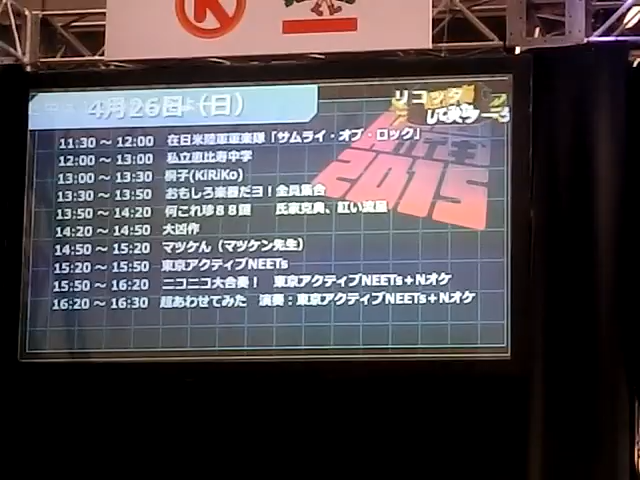 4月26日（日）
11:30 ～ 12:00 在日米陸軍軍楽隊「サムライ・オブ・ロック」
12:00 ～ 13:00 私立恵比寿中学
13:00 ～ 13:30 桐子(KiRiKo)
13:30 ～ 13:50 おもしろ楽器だヨ！全員集合
13:50 ～ 14:20 何これ珍８８国 氏家克典、紅い流星
14:20 ～ 14:50 大凶作
14:50 ～ 15:20 マツケん（マツケン先生）
15:20 ～ 15:50 東京アクティブNEETs
15:50 ～ 16:20 ニコニコ大合奏！ 東京アクティブNEETs＋Nオケ
16:20 ～ 16:30 超あわせてみた 演奏：東京アクティブNEETs＋Nオケ
2015